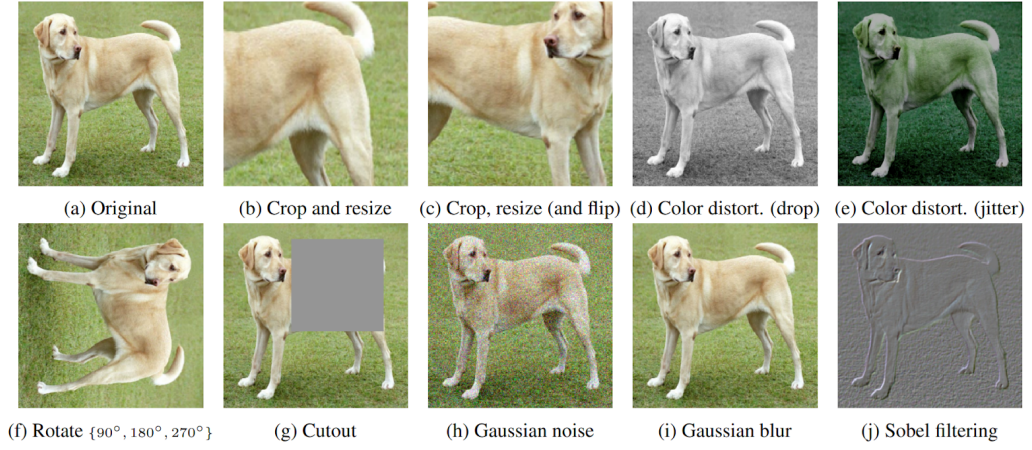 (a) Original
(b) Crop and resize
(c) Crop, resize (and flip)
(d) Color distort. (drop)
(e) Color distort. (jitter)
(f) Rotate {90°, 180°, 270°}
(g) Cutout
(h) Gaussian noise
(i) Gaussian blur
(j) Sobel filtering